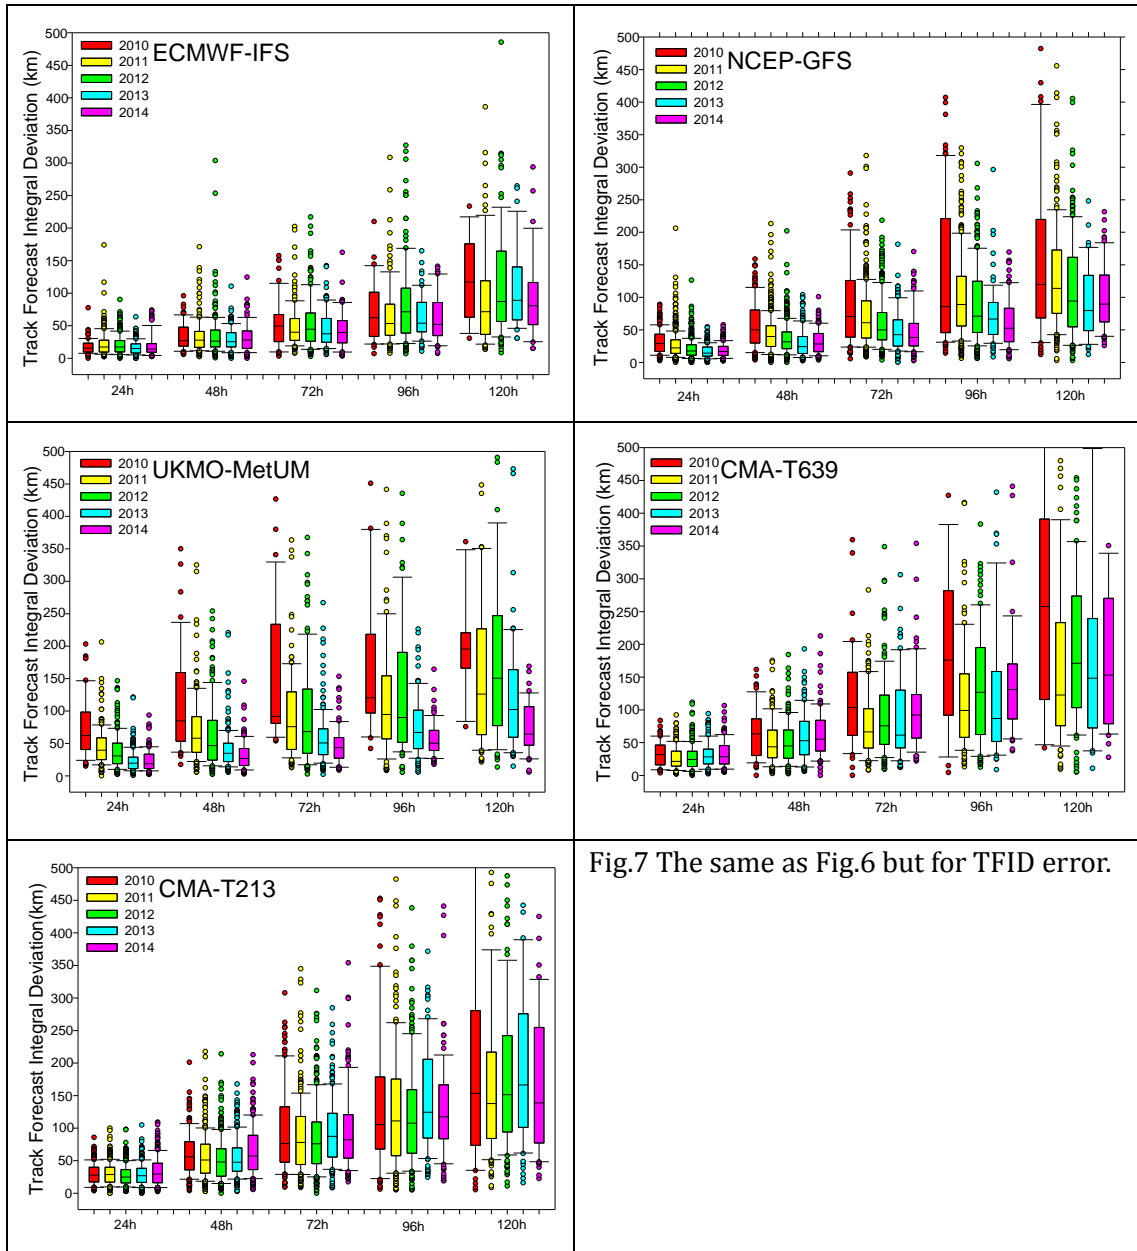 ECMWF-IFS
Track Forecast Integral Deviation (km)
500
450
400
350
300
250
200
150
100
50
0
2010
2011
2012
2013
2014
24h
48h
72h
96h
120h
NCEP-GFS
Track Forecast Integral Deviation (km)
500
450
400
350
300
250
200
150
100
50
0
2010
2011
2012
2013
2014
24h
48h
72h
96h
120h
UKMO-MetUM
Track Forecast Integral Deviation (km)
500
450
400
350
300
250
200
150
100
50
0
2010
2011
2012
2013
2014
24h
48h
72h
96h
120h
CMA-T639
Track Forecast Integral Deviation (km)
500
450
400
350
300
250
200
150
100
50
0
2010
2011
2012
2013
2014
24h
48h
72h
96h
120h
CMA-T213
Track Forecast Integral Deviation(km)
500
450
400
350
300
250
200
150
100
50
0
2010
2011
2012
2013
2014
24h
48h
72h
96h
120h
Fig.7 The same as Fig.6 but for TFID error.